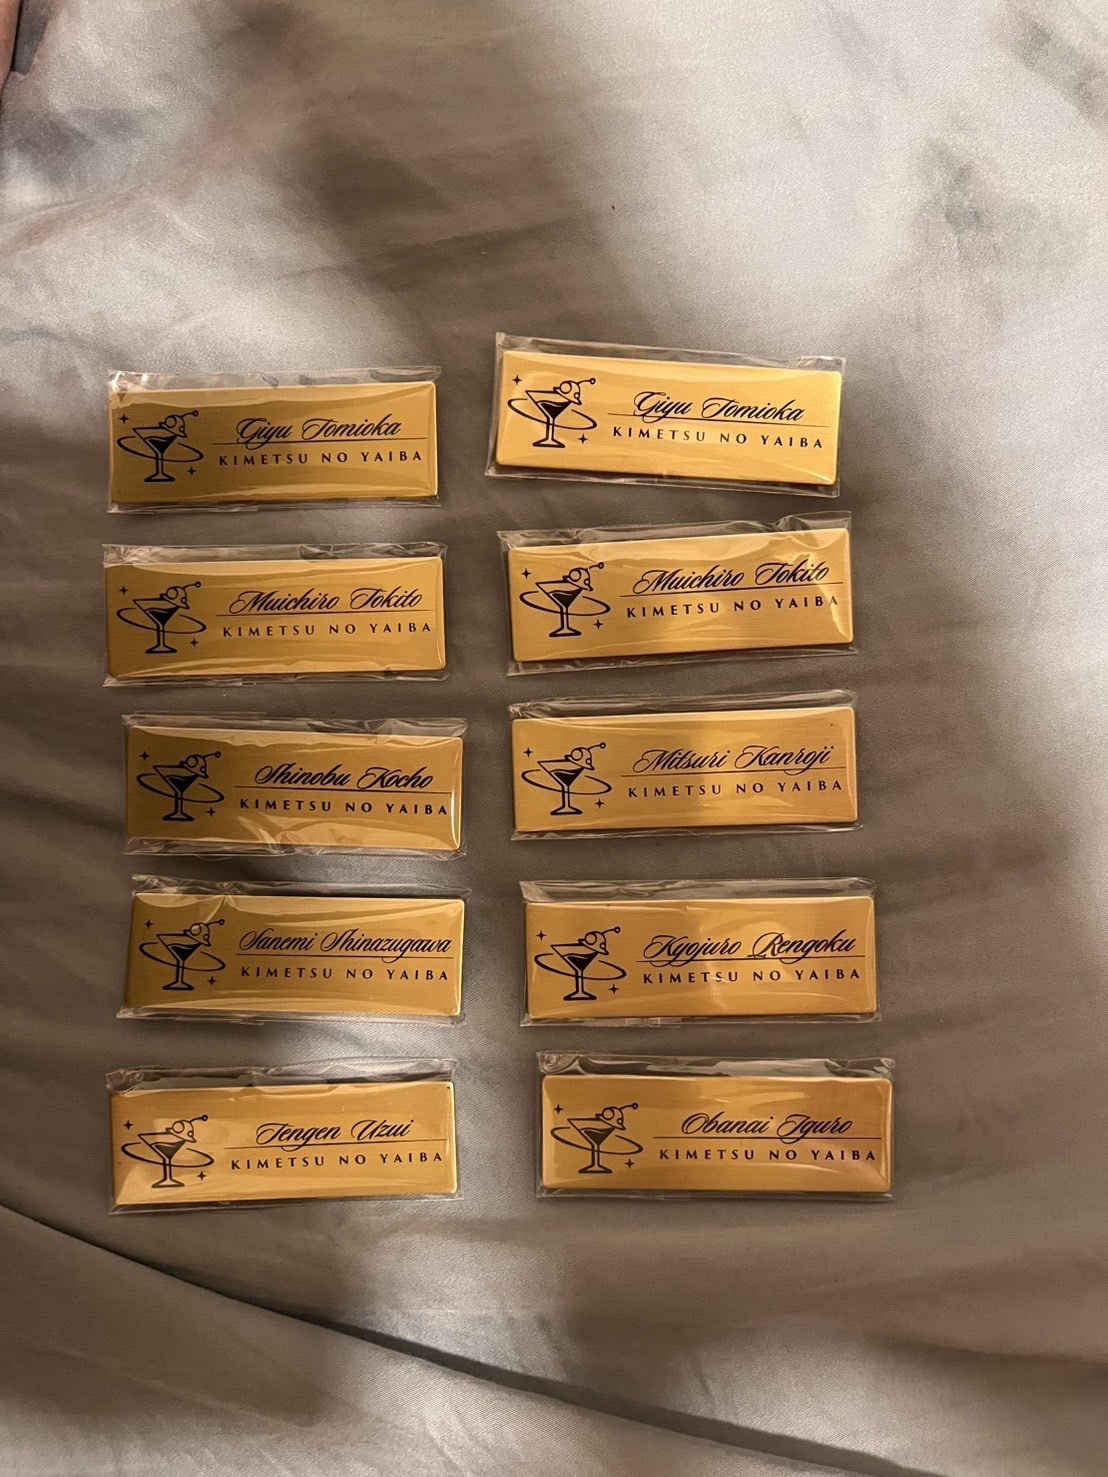 Giyu Tomioka
KIMETSU NO YAIBA
Giyu Tomioka
KIMETSU NO YAIBA
Muichiro Tokito
KIMETSU NO YAIBA
Muichiro Tokito
KIMETSU NO YAIBA
Shinobu Kocho
KIMETSU NO YAIBA
Mitsuri Kanroji
KIMETSU NO YAIBA
Sanemi Shinazugawa
KIMETSU NO YAIBA
Kyojuro Rengoku
KIMETSU NO YAIBA
Tengen Uzui
KIMETSU NO YAIBA
Obanai Iguro
KIMETSU NO YAIBA